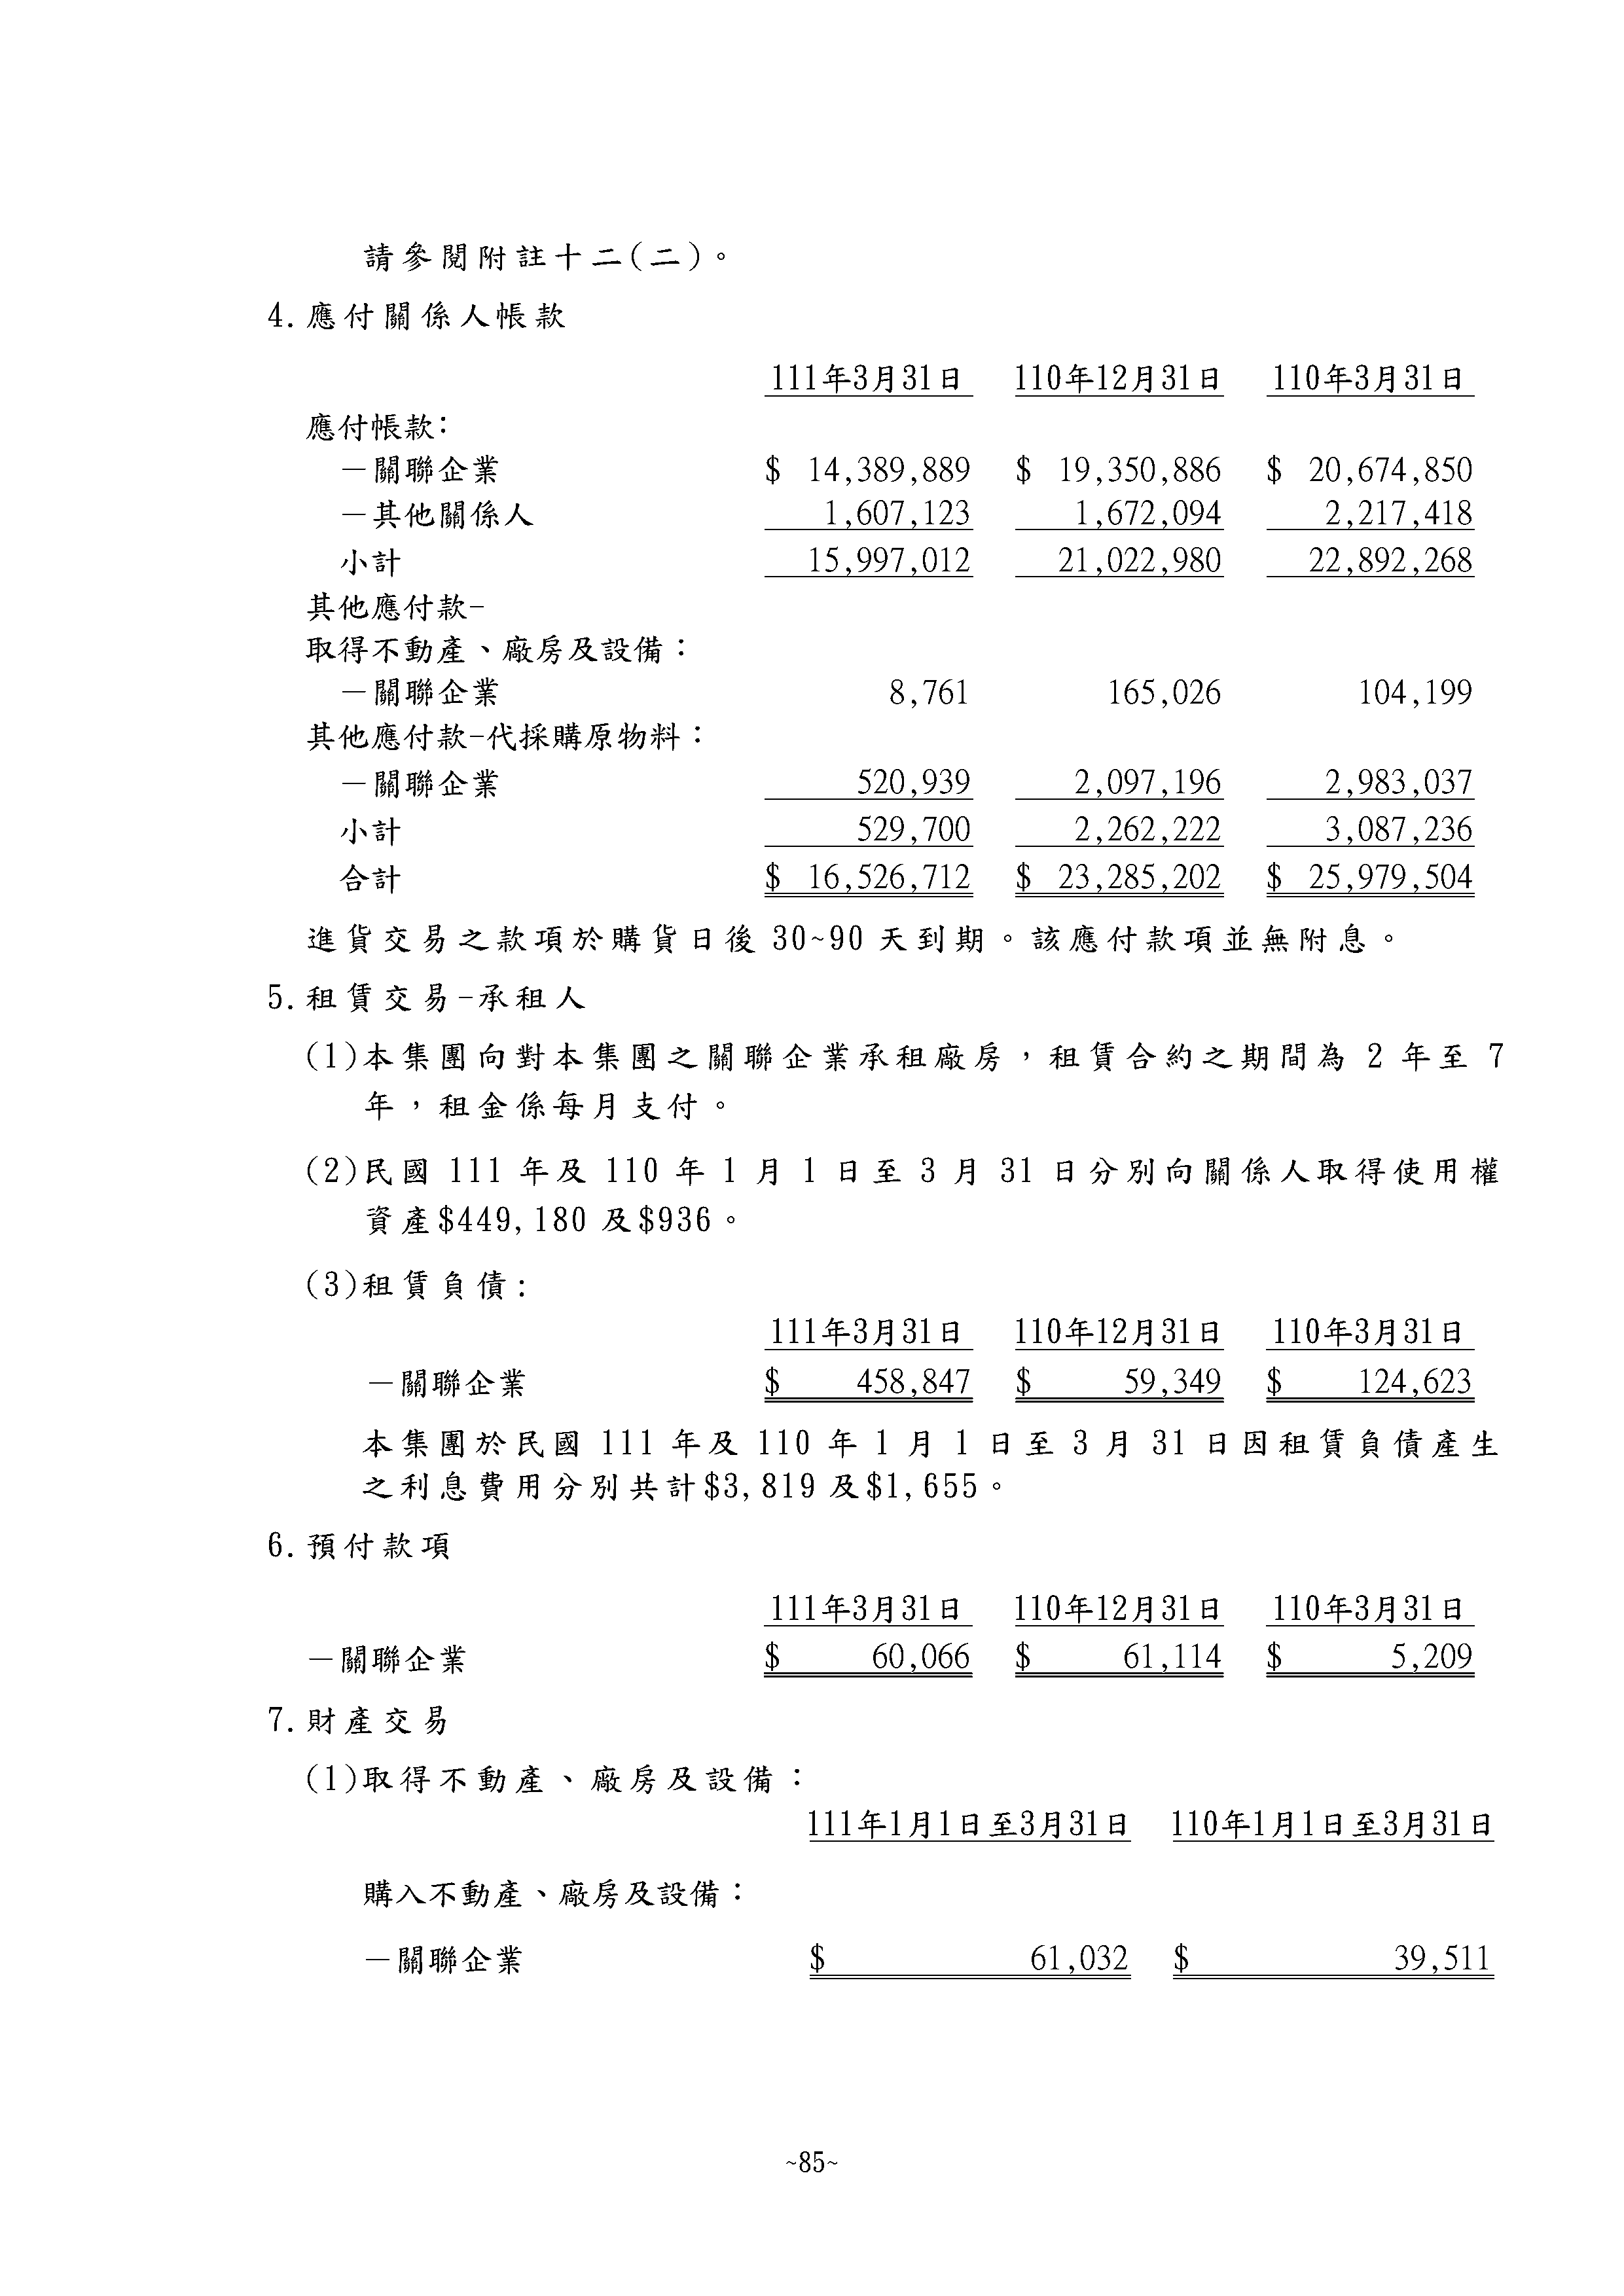 請參閱附註十二(二)。
4.應付關係人帳款
111年3月31日 110年12月31日 110年3月31日
應付帳款:
－關聯企業 $ 14,389,889 $ 19,350,886 $ 20,674,850
－其他關係人 1,607,123 1,672,094 2,217,418
小計 15,997,012 21,022,980 22,892,268
其他應付款-
取得不動產、廠房及設備：
－關聯企業 8,761 165,026 104,199
其他應付款-代採購原物料：
－關聯企業 520,939 2,097,196 2,983,037
小計 529,700 2,262,222 3,087,236
合計 $ 16,526,712 $ 23,285,202 $ 25,979,504
進貨交易之款項於購貨日後 30~90 天到期。該應付款項並無附息。
5.租賃交易-承租人
(1)本集團向對本集團之關聯企業承租廠房，租賃合約之期間為 2 年至 7
年，租金係每月支付。
(2)民國 111 年及 110 年 1 月 1 日至 3 月 31 日分別向關係人取得使用權
資產$449,180 及$936。
(3)租賃負債:
111年3月31日 110年12月31日 110年3月31日
－關聯企業 $ 458,847 $ 59,349 $ 124,623
本集團於民國 111 年及 110 年 1 月 1 日至 3 月 31 日因租賃負債產生
之利息費用分別共計$3,819 及$1,655。
6.預付款項
111年3月31日 110年12月31日 110年3月31日
－關聯企業 $ 60,066 $ 61,114 $ 5,209
7.財產交易
(1)取得不動產、廠房及設備：
111年1月1日至3月31日 110年1月1日至3月31日
購入不動產、廠房及設備：
－關聯企業 $ 61,032 $ 39,511
~85~